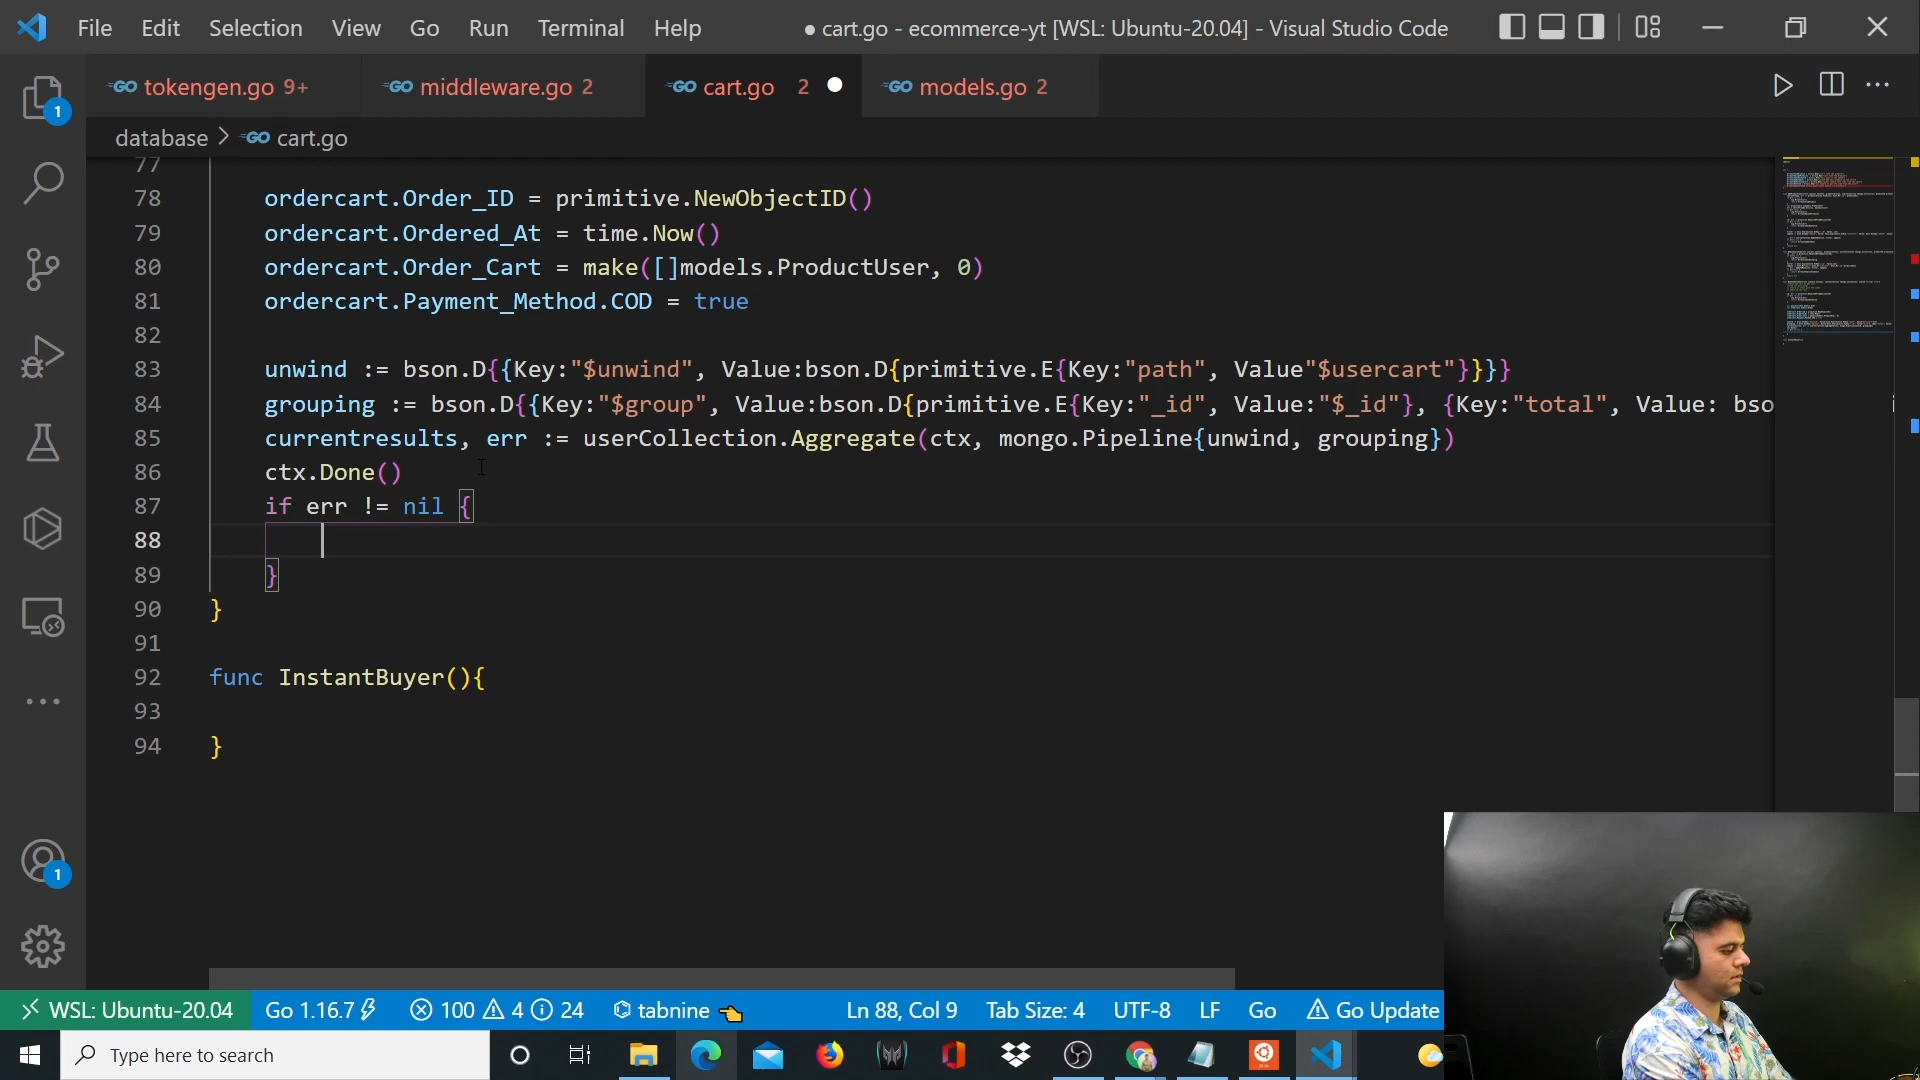 File Edit Selection View Go Run Terminal Help
● cart.go - ecommerce-yt [WSL: Ubuntu-20.04] - Visual Studio Code
GO tokengen.go 9+
GO middleware.go 2
GO cart.go 2
GO models.go 2
database > GO cart.go
77
78 ordercart.Order_ID = primitive.NewObjectID()
79 ordercart.Ordered_At = time.Now()
80 ordercart.Order_Cart = make([]models.ProductUser, 0)
81 ordercart.Payment_Method.COD = true
82
83 unwind := bson.D{{Key:"$unwind", Value:bson.D{primitive.E{Key:"path", Value"$usercart"}}}}
84 grouping := bson.D{{Key:"$group", Value:bson.D{primitive.E{Key:"_id", Value:"$_id"}, {Key:"total", Value: bso
85 currentresults, err := userCollection.Aggregate(ctx, mongo.Pipeline{unwind, grouping})
86 ctx.Done()
87 if err != nil {
88
89 }
90 }
91
92 func InstantBuyer(){
93
94 }
1
1
WSL: Ubuntu-20.04 Go 1.16.7 100 4 24 tabnine Ln 88, Col 9 Tab Size: 4 UTF-8 LF Go Go Update
Type here to search